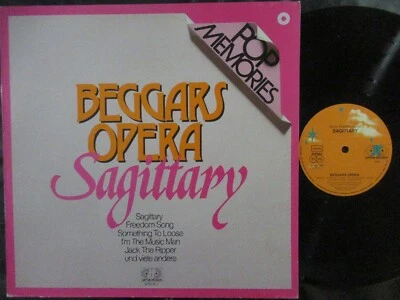 POP
MEMORIES
BEGGARS
OPERA
Sagittary
Sagittary
Freedom Song
Something To Loose
I'm The Music Man
Jack The Ripper
und viele andere
SAGITTARY
BEGGARS OPERA